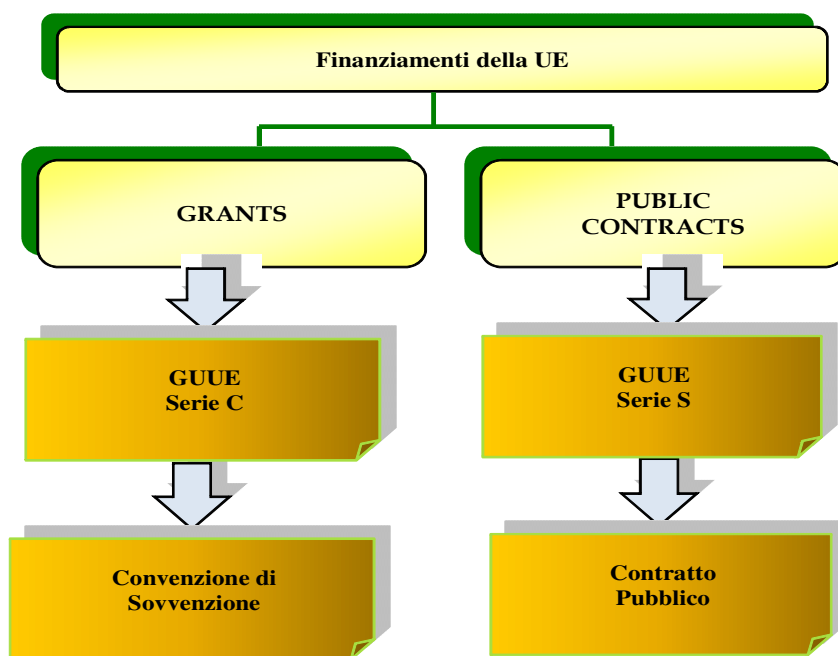 Finanziamenti della UE
GRANTS
PUBLIC
CONTRACTS
GUUE
Serie C
GUUE
Serie S
Convenzione di
Sovvenzione
Contratto
Pubblico